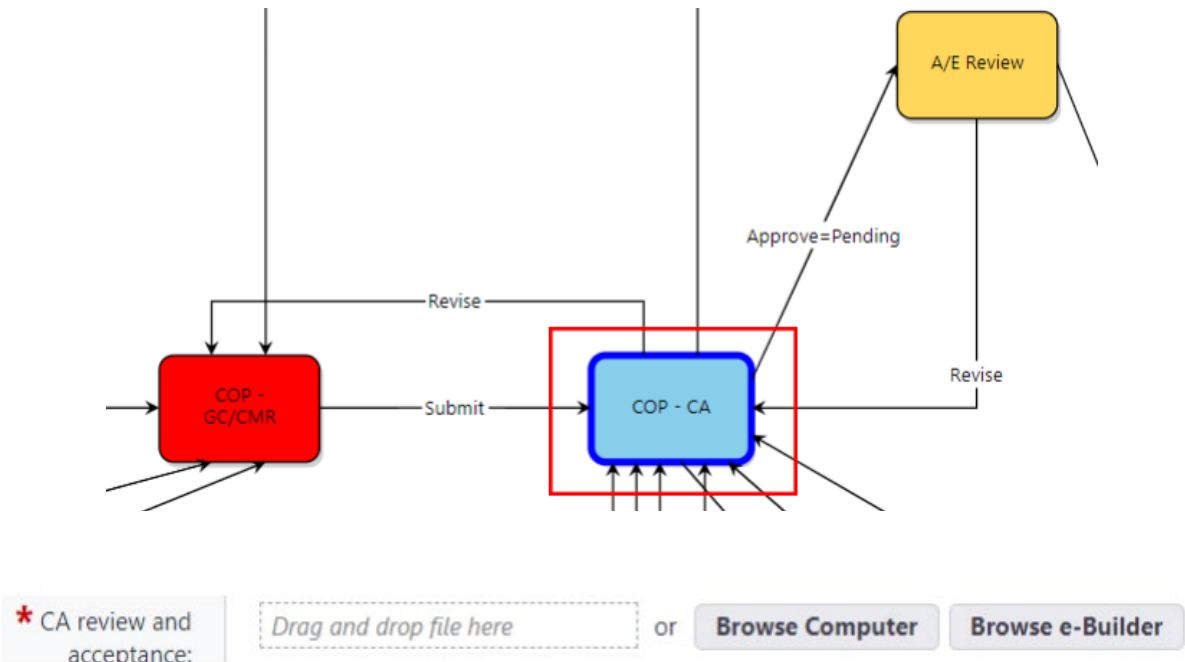 A/E Review
Approve=Pending
Revise
COP -
GC/CMR
Submit
COP - CA
Revise
* CA review and
acceptance:
Drag and drop file here
or
Browse Computer
Browse e-Builder